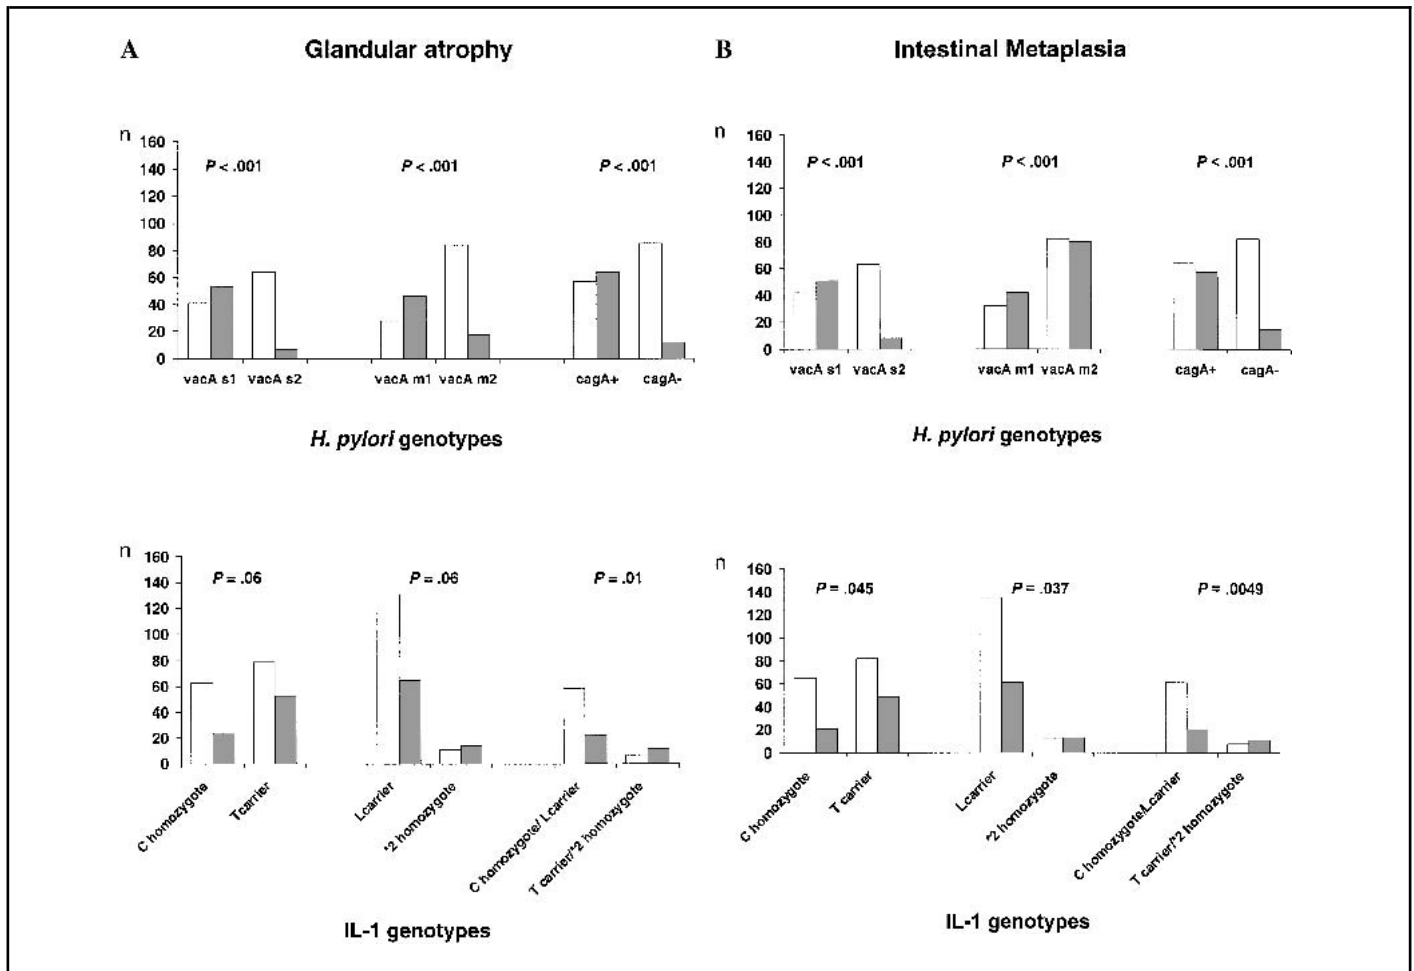 A Glandular atrophy
n
160
140
120
100
80
60
40
20
0
P < .001 P < .001 P < .001
vacA s1 vacA s2 vacA m1 vacA m2 cagA+ cagA-
H. pylori genotypes
n
160
140
120
100
80
60
40
20
0
P = .06 P = .06 P = .01
C homozygote
Tcarrier
Lcarrier
*2 homozygote
C homozygote/ Lcarrier
T carrier/*2 homozygote
IL-1 genotypes
B Intestinal Metaplasia
n
160
140
120
100
80
60
40
20
0
P < .001 P < .001 P < .001
vacA s1 vacA s2 vacA m1 vacA m2 cagA+ cagA-
H. pylori genotypes
n
160
140
120
100
80
60
40
20
0
P = .045 P = .037 P = .0049
C homozygote
T carrier
Lcarrier
*2 homozygote
C homozygote/Lcarrier
T carrier/*2 homozygote
IL-1 genotypes